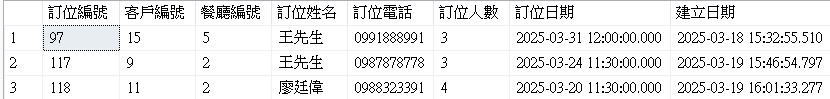 訂位編號 客戶編號 餐廳編號 訂位姓名 訂位電話 訂位人數 訂位日期 建立日期
1 97 15 5 王先生 0991888991 3 2025-03-31 12:00:00.000 2025-03-18 15:32:55.510
2 117 9 2 王先生 0987878778 3 2025-03-24 11:30:00.000 2025-03-19 15:46:54.797
3 118 11 2 廖廷偉 0988323391 4 2025-03-20 11:30:00.000 2025-03-19 16:01:33.277